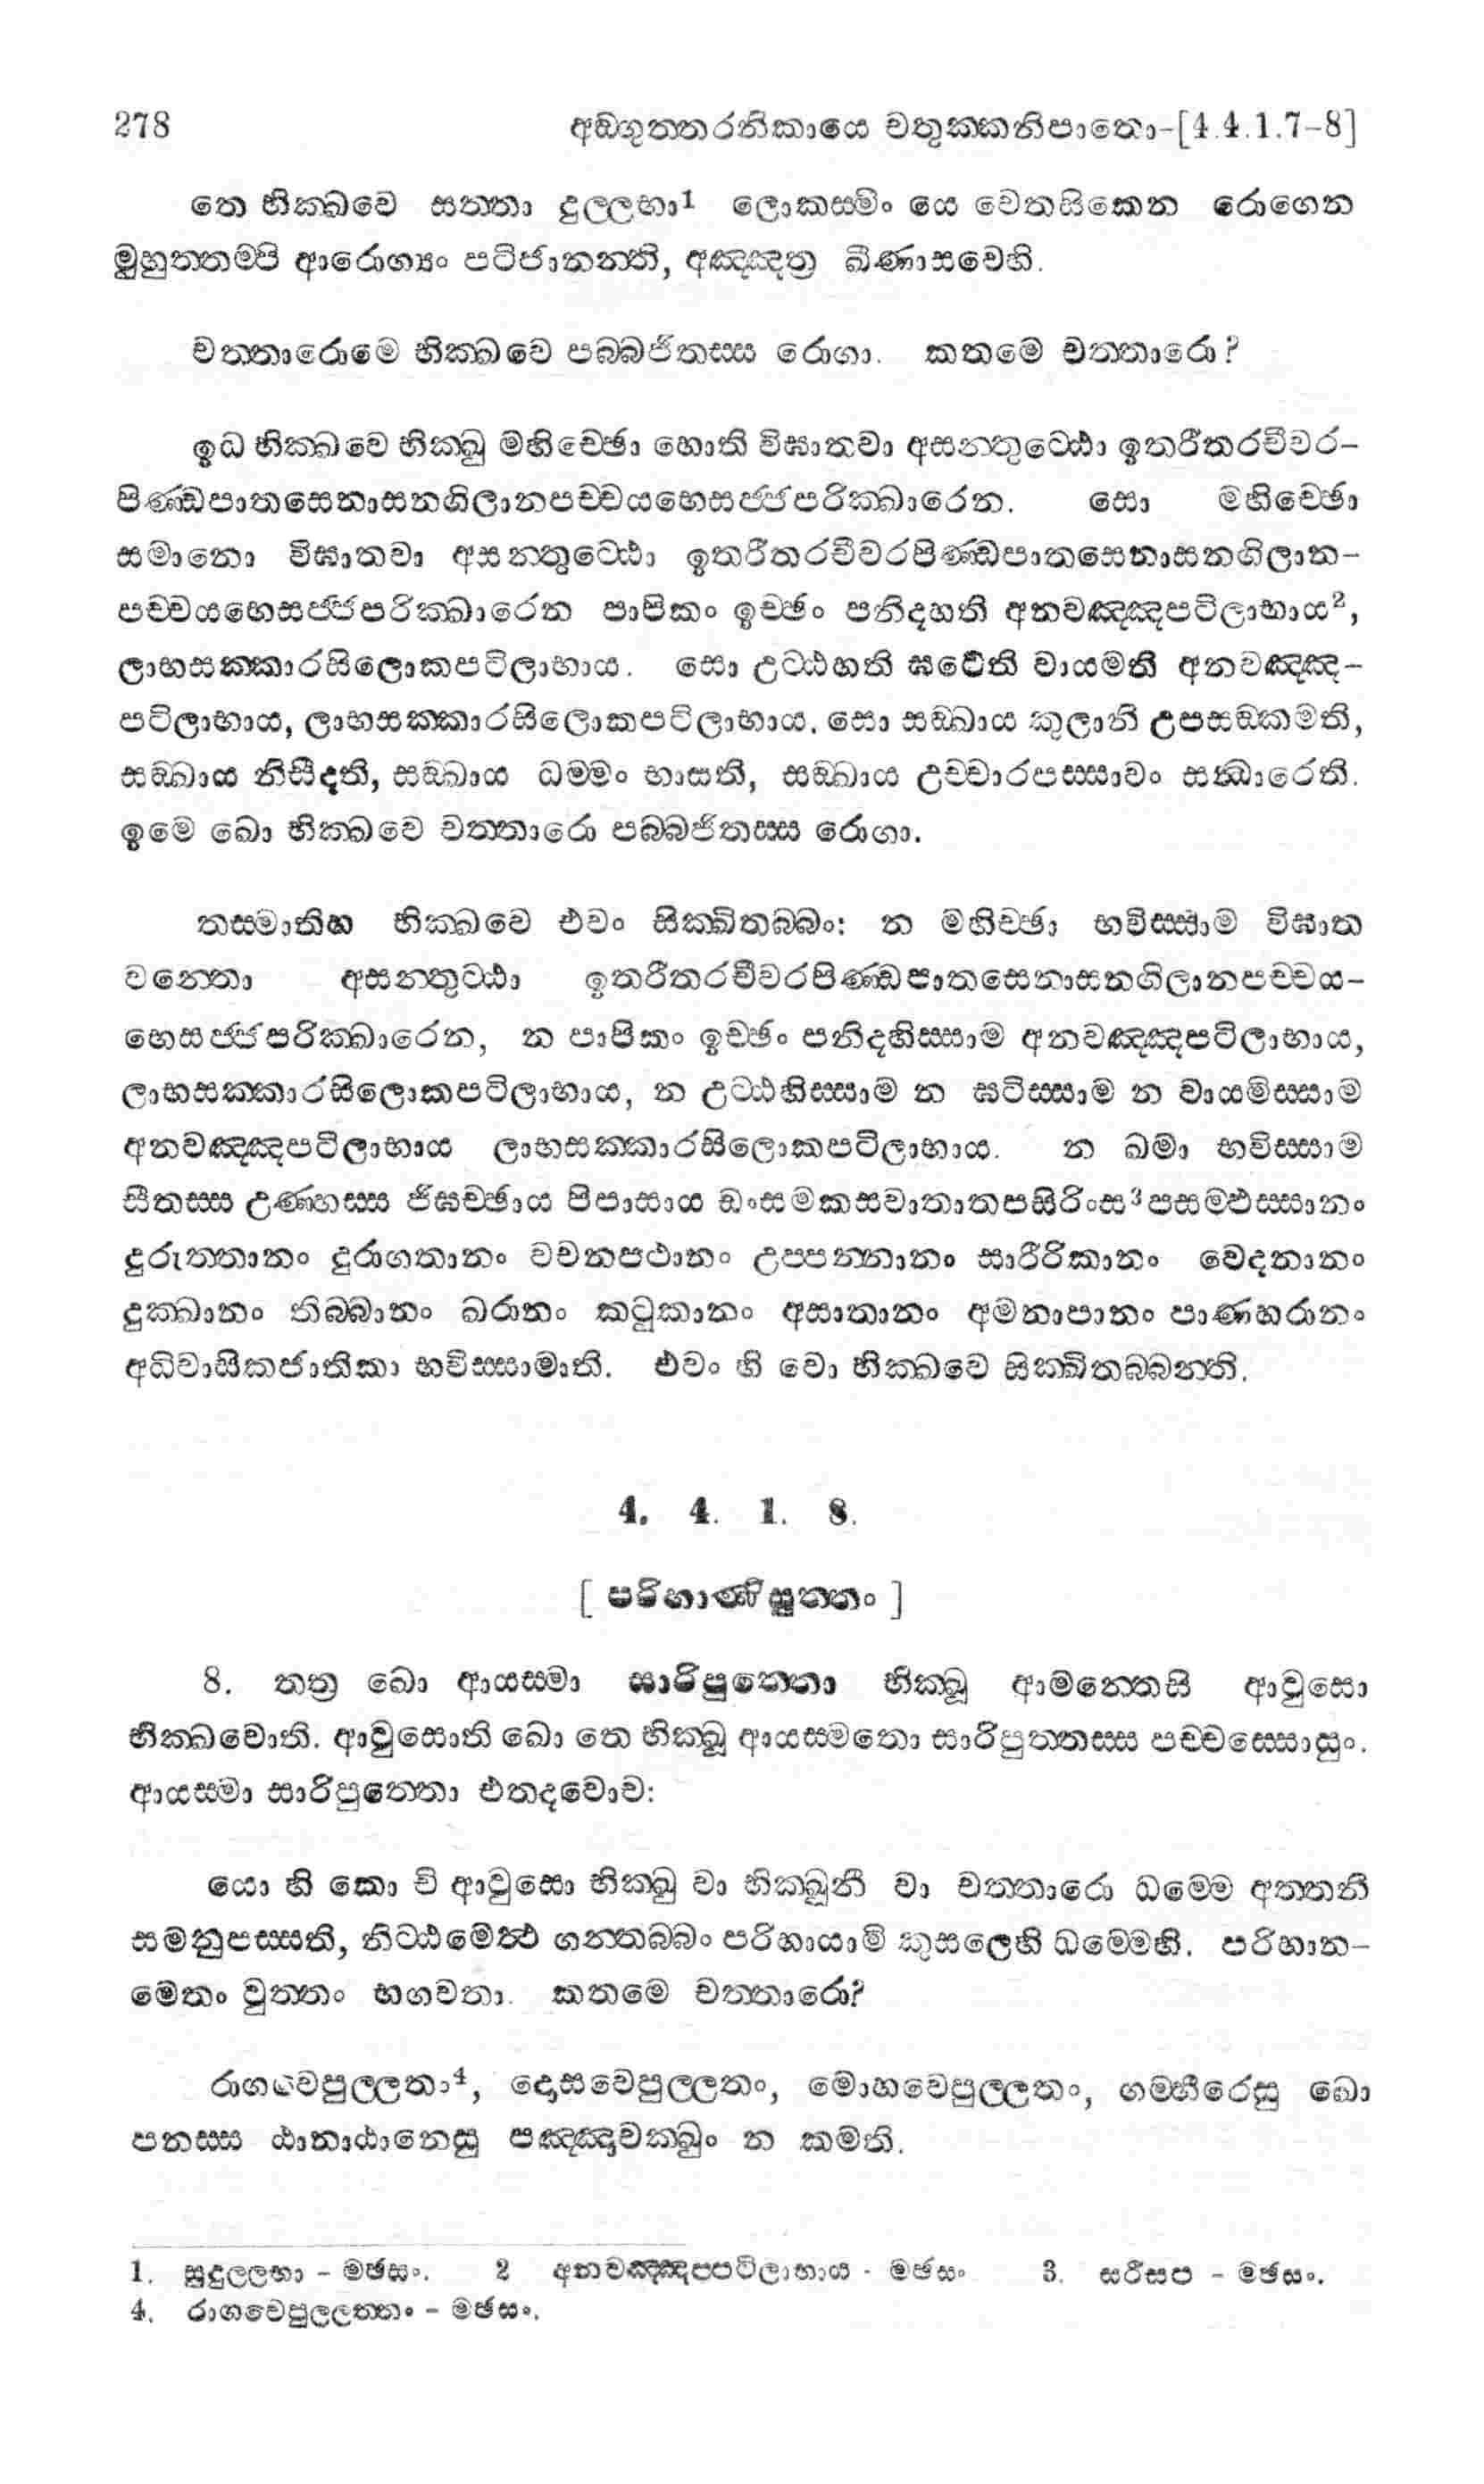 278 අඞ්ගුත්තරනිකායෙ චතුක්කනිපාතො-[4.4.1.7-8]
තෙ භික්ඛවෙ සත්තා දුල්ලභා¹ ලොකස්මිං යෙ චෙතසිකෙන රොගෙන
මුහුත්තම්පි ආරොග්‍යං පටිජානන්ති, අඤ්ඤත්‍ර ඛීණාසවෙහි.
චත්තාරොමෙ භික්ඛවෙ පබ්බජිතස්ස රොගා. කතමෙ චත්තාරො?
ඉධ භික්ඛවෙ භික්ඛු මහිච්ඡො හොති විඝාතවා අසන්තුට්ඨො ඉතරීතරචීවර-
පිණ්ඩපාතසෙනාසනගිලානපච්චයභෙසජ්ජපරික්ඛාරෙන. සො මහිච්ඡො
සමානො විඝාතවා අසන්තුට්ඨො ඉතරීතරචීවරපිණ්ඩපාතසෙනාසනගිලාන-
පච්චයභෙසජ්ජපරික්ඛාරෙන පාපිකං ඉච්ඡං පනිදහති අනවඤ්ඤපටිලාභාය²,
ලාභසක්කාරසිලොකපටිලාභාය. සො උට්ඨහති ඝටෙති වායමති අනවඤ්ඤ-
පටිලාභාය, ලාභසක්කාරසිලොකපටිලාභාය. සො සඞ්ඛාය කුලානි උපසඞ්කමති,
සඞ්ඛාය නිසීදති, සඞ්ඛාය ධම්මං භාසති, සඞ්ඛාය උච්චාරපස්සාවං සන්ධාරෙති.
ඉමෙ ඛො භික්ඛවෙ චත්තාරො පබ්බජිතස්ස රොගා.
තස්මාතිහ භික්ඛවෙ එවං සික්ඛිතබ්බං: න මහිච්ඡා භවිස්සාම විඝාත
වන්තො අසන්තුට්ඨා ඉතරීතරචීවරපිණ්ඩපාතසෙනාසනගිලානපච්චය-
භෙසජ්ජපරික්ඛාරෙන, න පාපිකං ඉච්ඡං පනිදහිස්සාම අනවඤ්ඤපටිලාභාය,
ලාභසක්කාරසිලොකපටිලාභාය, න උට්ඨහිස්සාම න ඝටිස්සාම න වායමිස්සාම
අනවඤ්ඤපටිලාභාය ලාභසක්කාරසිලොකපටිලාභාය. න ඛමා භවිස්සාම
සීතස්ස උණ්හස්ස ජිඝච්ඡාය පිපාසාය ඩංසමකසවාතාතපසිරිංස³පසම්ඵස්සානං
දුරුත්තානං දුරාගතානං වචනපථානං උප්පන්නානං සාරීරිකානං වෙදනානං
දුක්ඛානං තිබ්බානං ඛරානං කටුකානං අසාතානං අමනාපානං පාණහරානං
අධිවාසිකජාතිකා භවිස්සාමාති. එවං හි වො භික්ඛවෙ සික්ඛිතබ්බන්ති.
4. 4. 1. 8.
[ පරිහාණිසුත්තං ]
8. තත්‍ර ඛො ආයස්මා සාරිපුත්තො භික්ඛූ ආමන්තෙසි ආවුසො
භික්ඛවොති. ආවුසොති ඛො තෙ භික්ඛූ ආයස්මතො සාරිපුත්තස්ස පච්චස්සොසුං.
ආයස්මා සාරිපුත්තො එතදවොච:
යො හි කො චි ආවුසො භික්ඛු වා භික්ඛුනී වා චත්තාරො ධම්මෙ අත්තනි
සමනුපස්සති, නිට්ඨමෙත්‍ථ ගන්තබ්බං පරිහායාමි කුසලෙහි ධම්මෙහි. පරිහාන-
මෙතං වුත්තං භගවතා. කතමෙ චත්තාරො?
රාගවෙපුල්ලතා⁴, දොසවෙපුල්ලතං, මොහවෙපුල්ලතං, ගම්භීරෙසු ඛො
පනස්ස ඨානාඨානෙසු පඤ්ඤාචක්ඛුං න කමති.
1. සුදුල්ලභා - මජසං. 2 අනවඤ්ඤප්පටිලාභාය - මජසං 3. සරීසප - මජසං.
4. රාගවෙපුල්ලත්තං - මජසං.